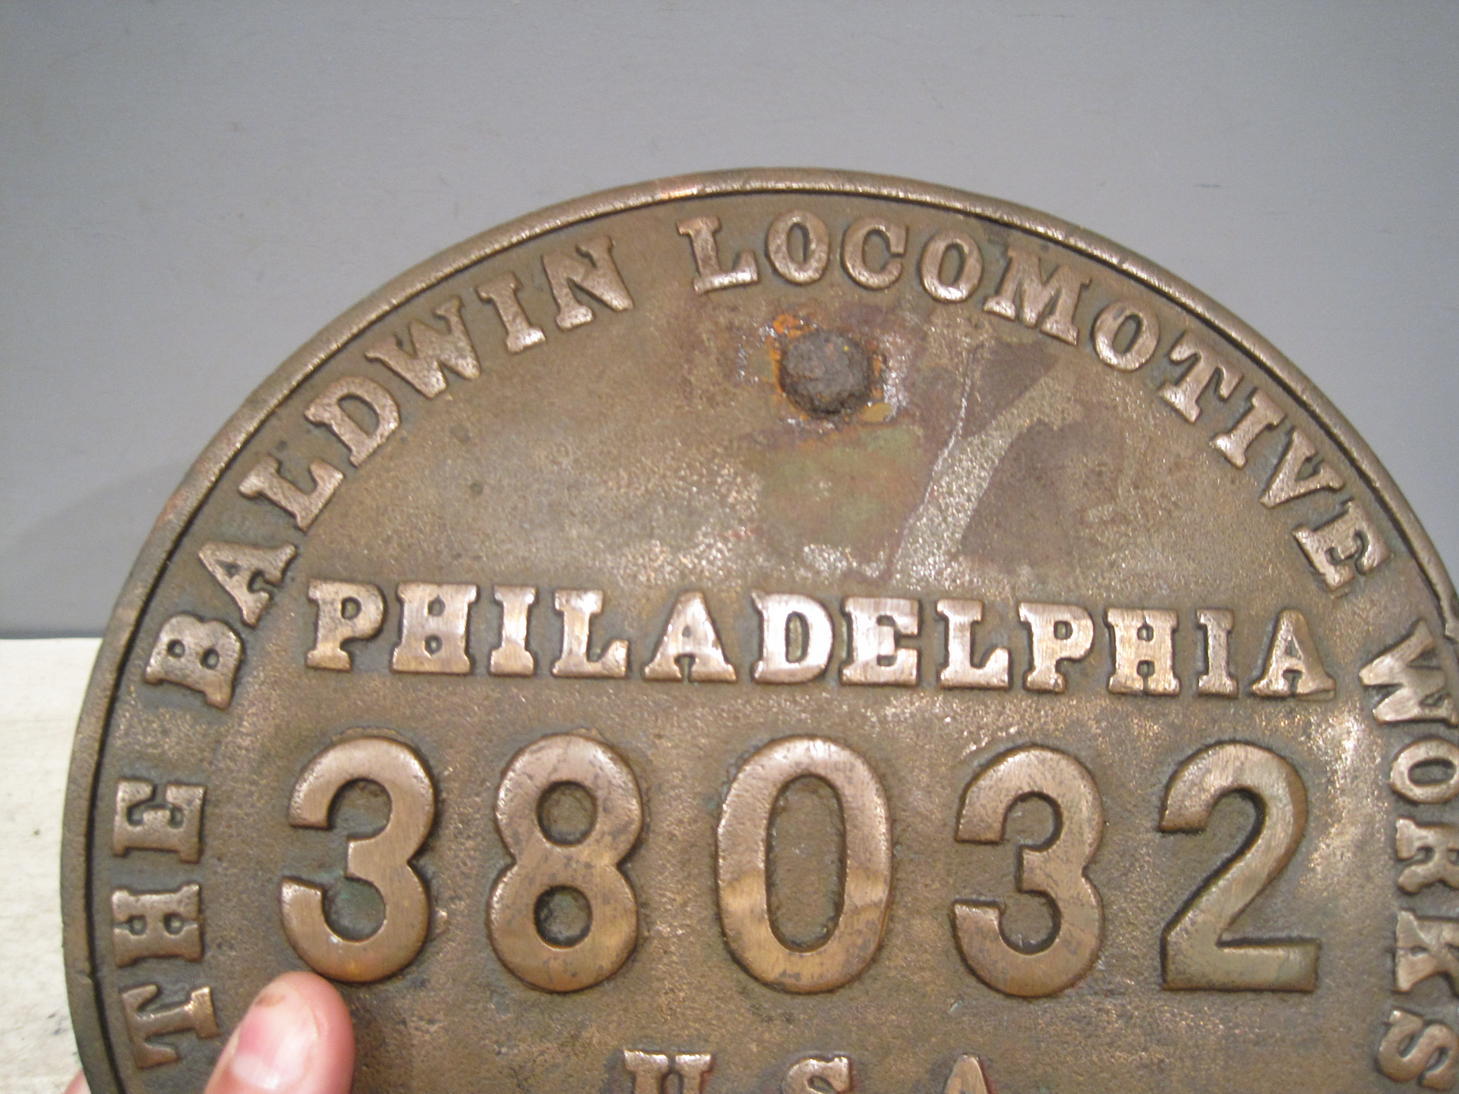 THE BALDWIN LOCOMOTIVE WORKS
PHILADELPHIA
38032
U.S.A